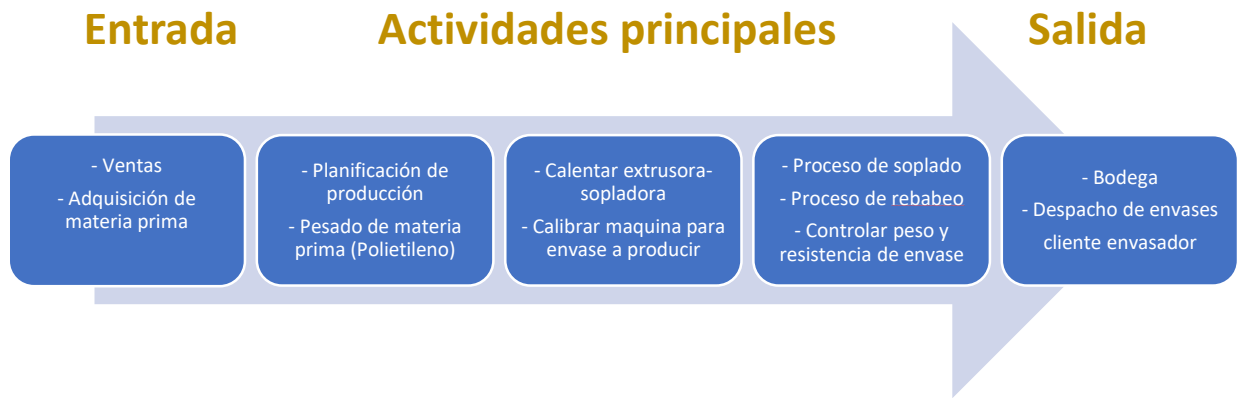 Entrada
Actividades principales
Salida
- Ventas
- Adquisición de
materia prima
- Planificación de
producción
- Pesado de materia
prima (Polietileno)
- Calentar extrusora-
sopladora
- Calibrar maquina para
envase a producir
- Proceso de soplado
- Proceso de rebabeo
- Controlar peso y
resistencia de envase
- Bodega
- Despacho de envases
cliente envasador